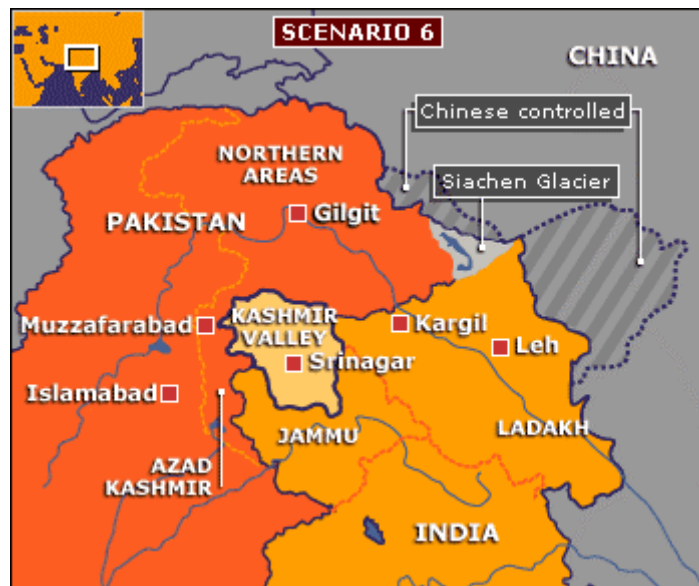 SCENARIO 6
CHINA
Chinese controlled
NORTHERN
AREAS
Siachen Glacier
PAKISTAN
Gilgit
KASHMIR
VALLEY
Muzzafarabad
Kargil
Leh
Srinagar
Islamabad
JAMMU
LADAKH
AZAD
KASHMIR
INDIA